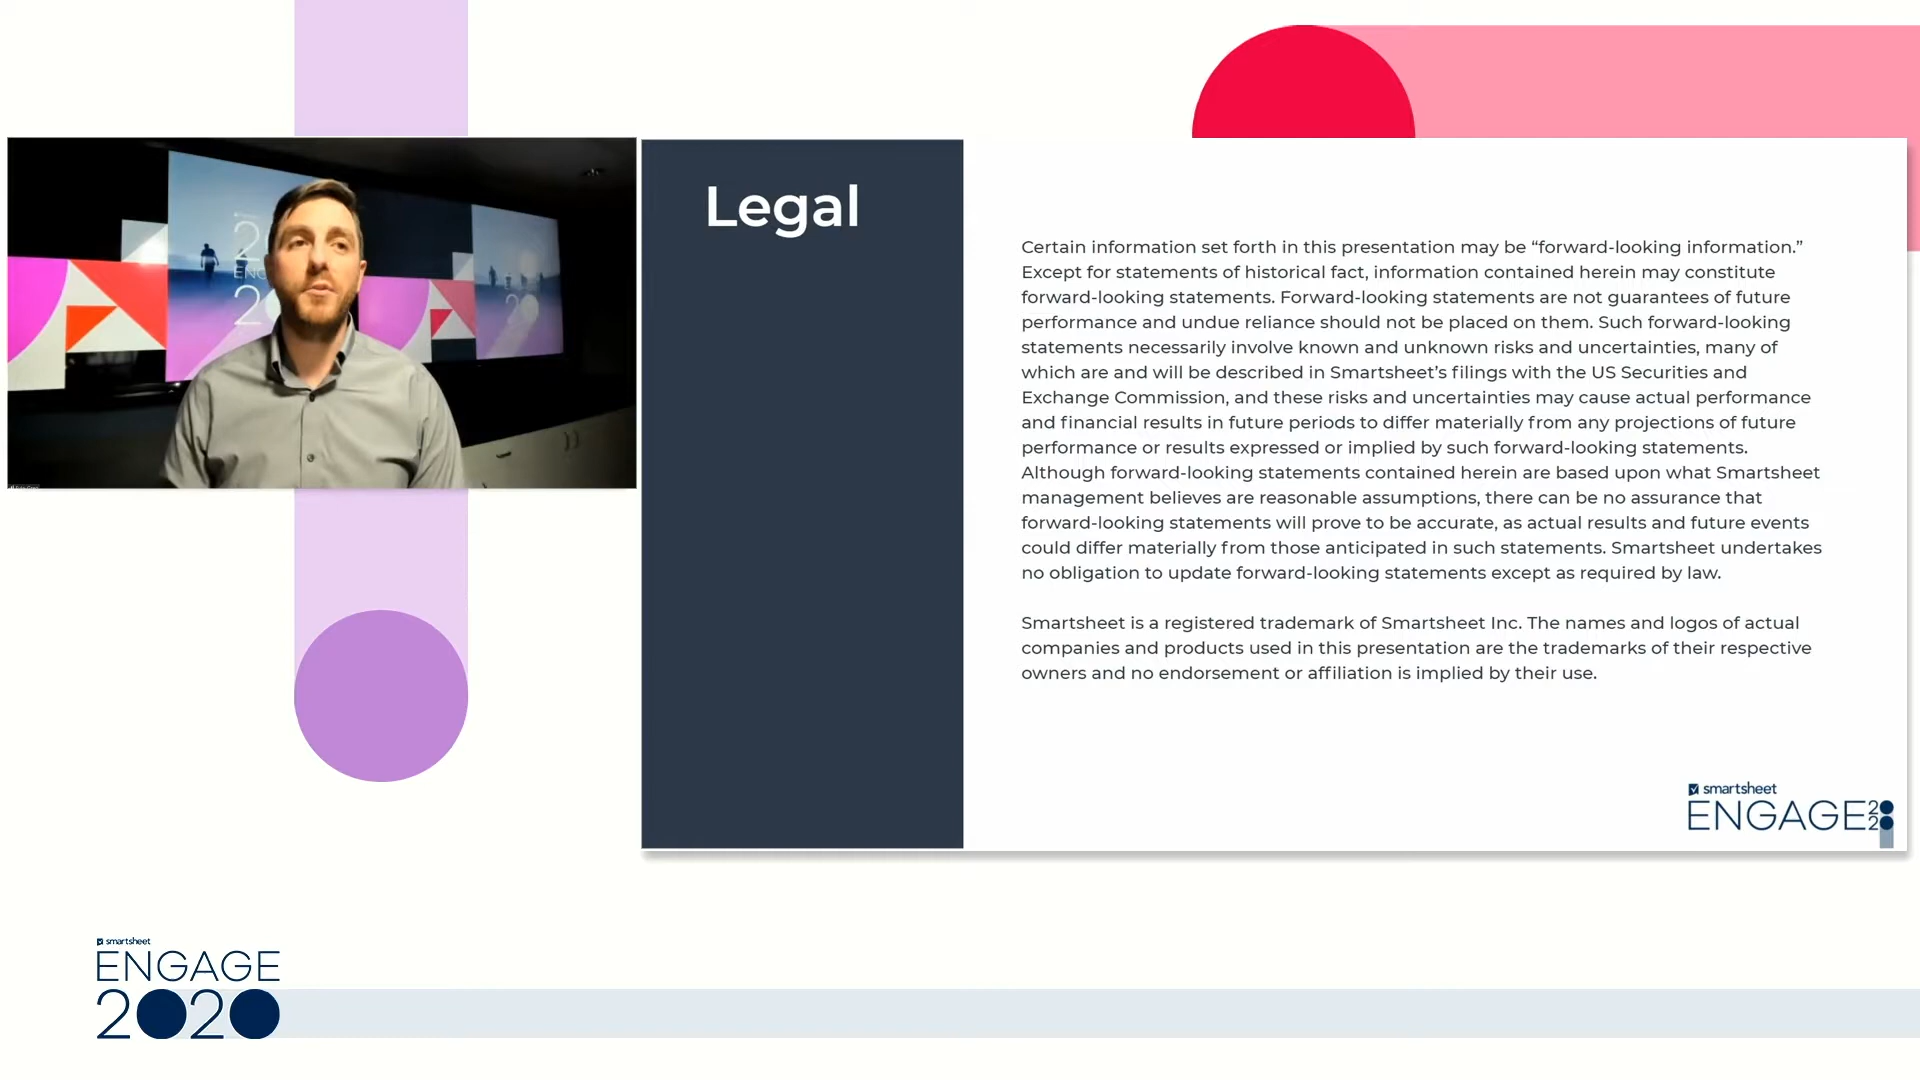 Legal
Certain information set forth in this presentation may be “forward-looking information.”
Except for statements of historical fact, information contained herein may constitute
forward-looking statements. Forward-looking statements are not guarantees of future
performance and undue reliance should not be placed on them. Such forward-looking
statements necessarily involve known and unknown risks and uncertainties, many of
which are and will be described in Smartsheet’s filings with the US Securities and
Exchange Commission, and these risks and uncertainties may cause actual performance
and financial results in future periods to differ materially from any projections of future
performance or results expressed or implied by such forward-looking statements.
Although forward-looking statements contained herein are based upon what Smartsheet
management believes are reasonable assumptions, there can be no assurance that
forward-looking statements will prove to be accurate, as actual results and future events
could differ materially from those anticipated in such statements. Smartsheet undertakes
no obligation to update forward-looking statements except as required by law.
Smartsheet is a registered trademark of Smartsheet Inc. The names and logos of actual
companies and products used in this presentation are the trademarks of their respective
owners and no endorsement or affiliation is implied by their use.
smartsheet
ENGAGE 2020
smartsheet
ENGAGE
2020